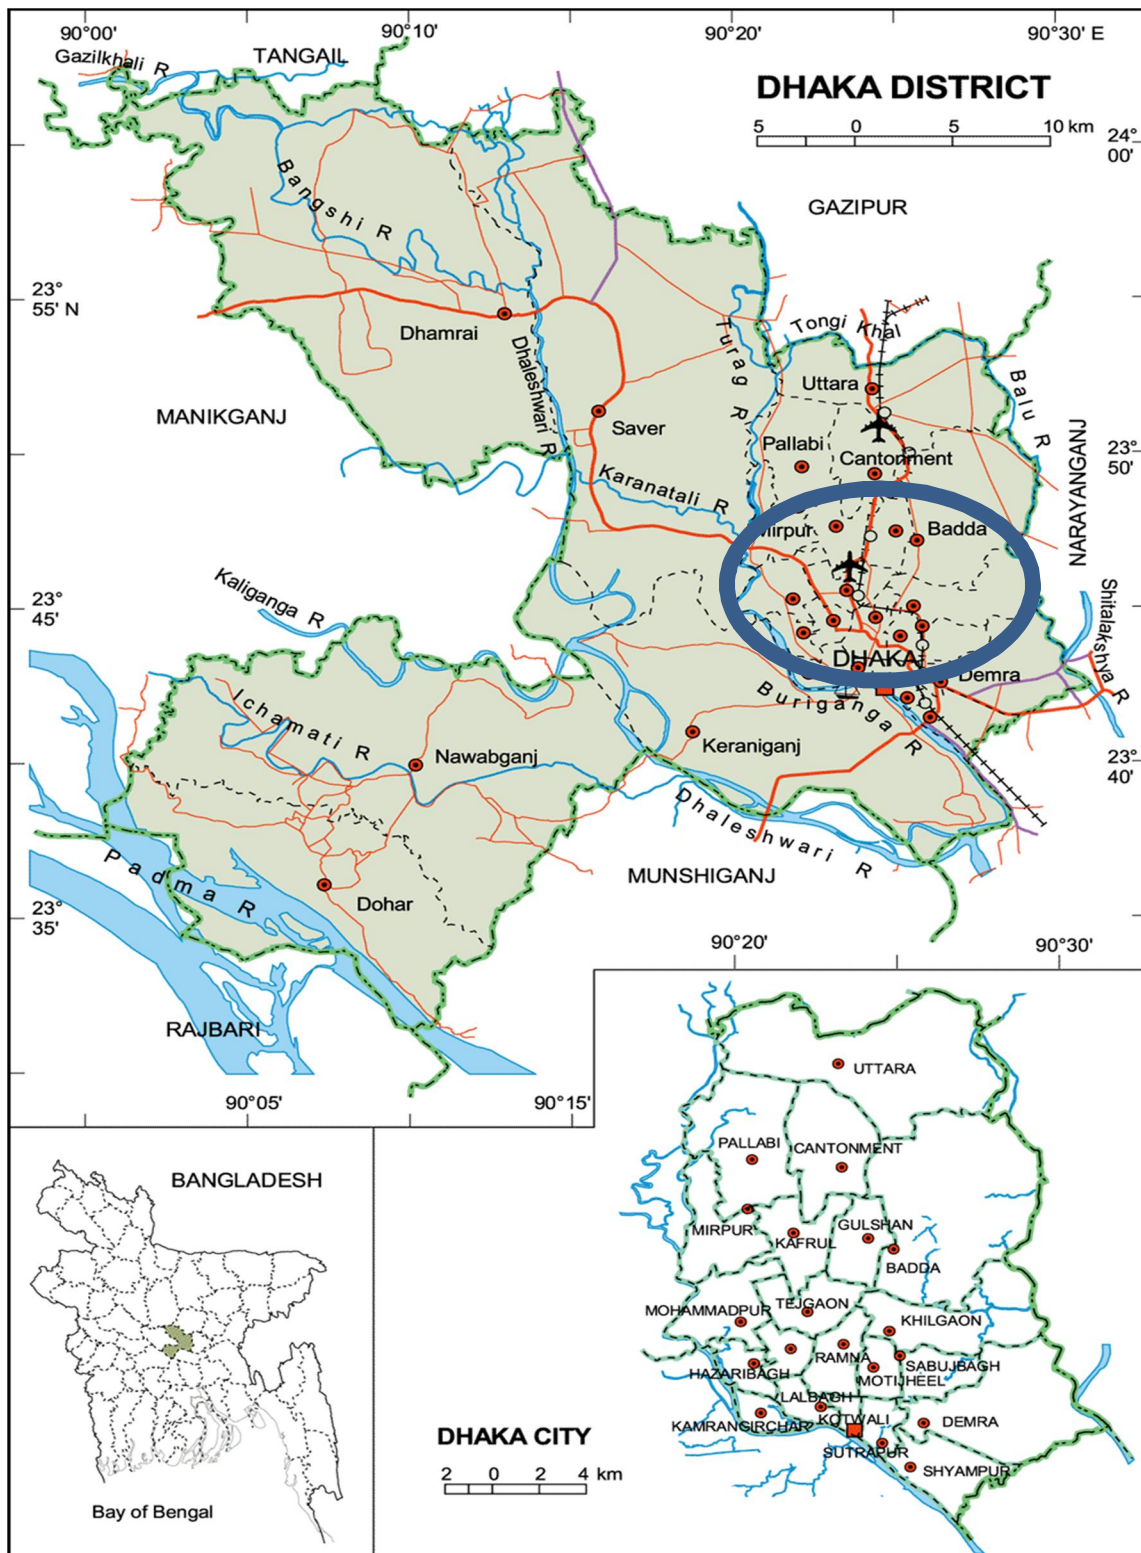 90°00'
90°10'
90°20'
90°30' E
Gazilkhali R
TANGAIL
DHAKA DISTRICT
5 0 5 10 km
24°
00'
Bangshi R
GAZIPUR
23°
55' N
Dhamrai
Dhaleshwari R
Turag R
Tongi Khal
Uttara
Balu R
MANIKGANJ
Saver
Pallabi
Cantonment
NARAYANGANJ
23°
50'
Karanatali R
Mirpur
Badda
Kaliganga R
23°
45'
Shitalakshya R
DHAKA
Demra
Ichamati R
Buriganga R
Nawabganj
Keraniganj
23°
40'
Dhaleshwari R
Padma R
MUNSHIGANJ
Dohar
23°
35'
90°20'
90°30'
RAJBARI
90°05'
90°15'
UTTARA
PALLABI
CANTONMENT
MIRPUR
KAFRUL
GULSHAN
BADDA
MOHAMMADPUR
TEJGAON
KHILGAON
HAZARIBAGH
RAMNA
SABUJBAGH
MOTIJHEEL
LALBAGH
KAMRANGIRCHAR
KOTWALI
DEMRA
SUTRAPUR
SHYAMPUR
BANGLADESH
Bay of Bengal
DHAKA CITY
2 0 2 4 km